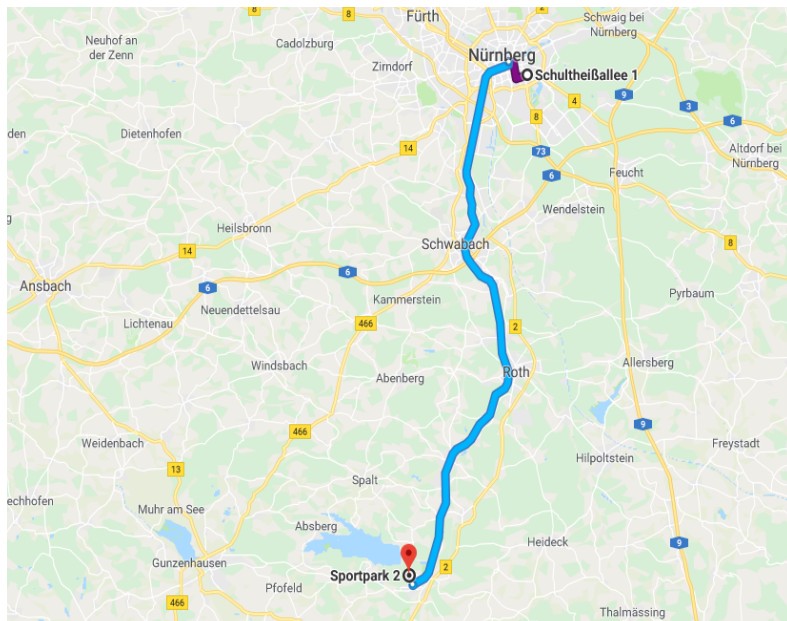 8
8
2
Fürth
Schwaig bei
Nürnberg
Neuhof an
der Zenn
Cadolzburg
Nürnberg
Zirndorf
Schultheißallee 1
9
4
3
8
6
Dietenhofen
14
73
Altdorf bei
Nürnberg
6
Feucht
Wendelstein
Heilsbronn
Schwabach
8
14
6
Ansbach
6
Kammerstein
Pyrbaum
Neuendettelsau
Lichtenau
466
2
Windsbach
Allersberg
Abenberg
Roth
9
466
Weidenbach
Freystadt
13
Hilpoltstein
Spalt
echhofen
Muhr am See
Absberg
Heideck
9
Gunzenhausen
2
Sportpark 2
Pfofeld
466
Thalmässing